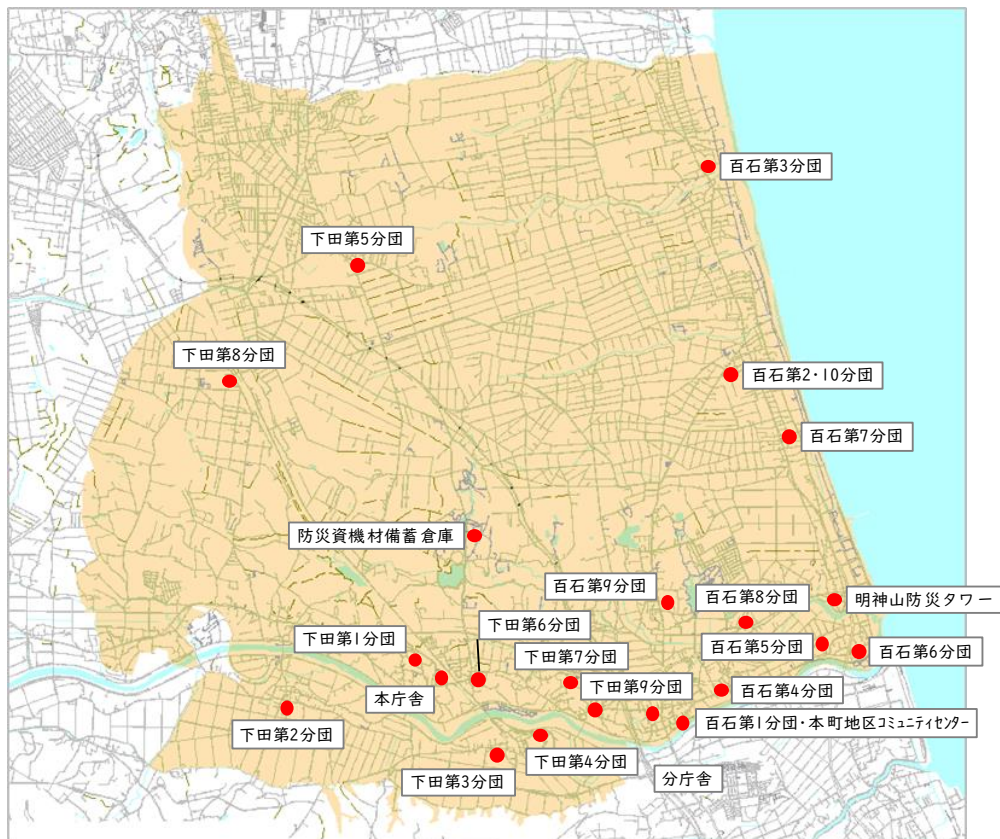 百石第3分団
下田第5分団
下田第8分団
百石第2・10分団
百石第7分団
防災資機材備蓄倉庫
百石第9分団
百石第8分団
明神山防災タワー
下田第6分団
下田第1分団
下田第7分団
百石第5分団
百石第6分団
本庁舎
下田第9分団
百石第4分団
下田第2分団
百石第1分団・本町地区コミュニティセンター
下田第3分団
下田第4分団
分庁舎